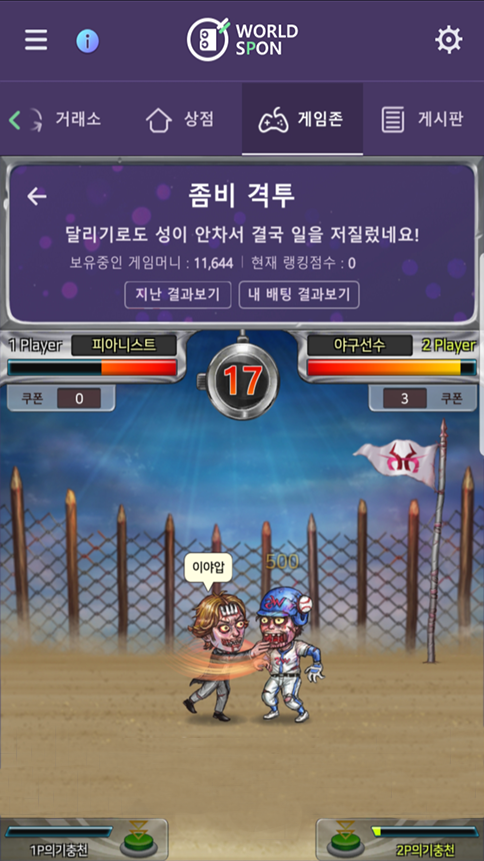 WORLD
SPON
거래소
상점
게임존
게시판
좀비 격투
달리기로도 성이 안차서 결국 일을 저질렀네요!
보유중인 게임머니 : 11,644 | 현재 랭킹점수 : 0
지난 결과보기
내 배팅 결과보기
1 Player
피아니스트
17
야구선수
2 Player
쿠폰
0
3
쿠폰
이야압
500
1P의기충천
2P의기충천